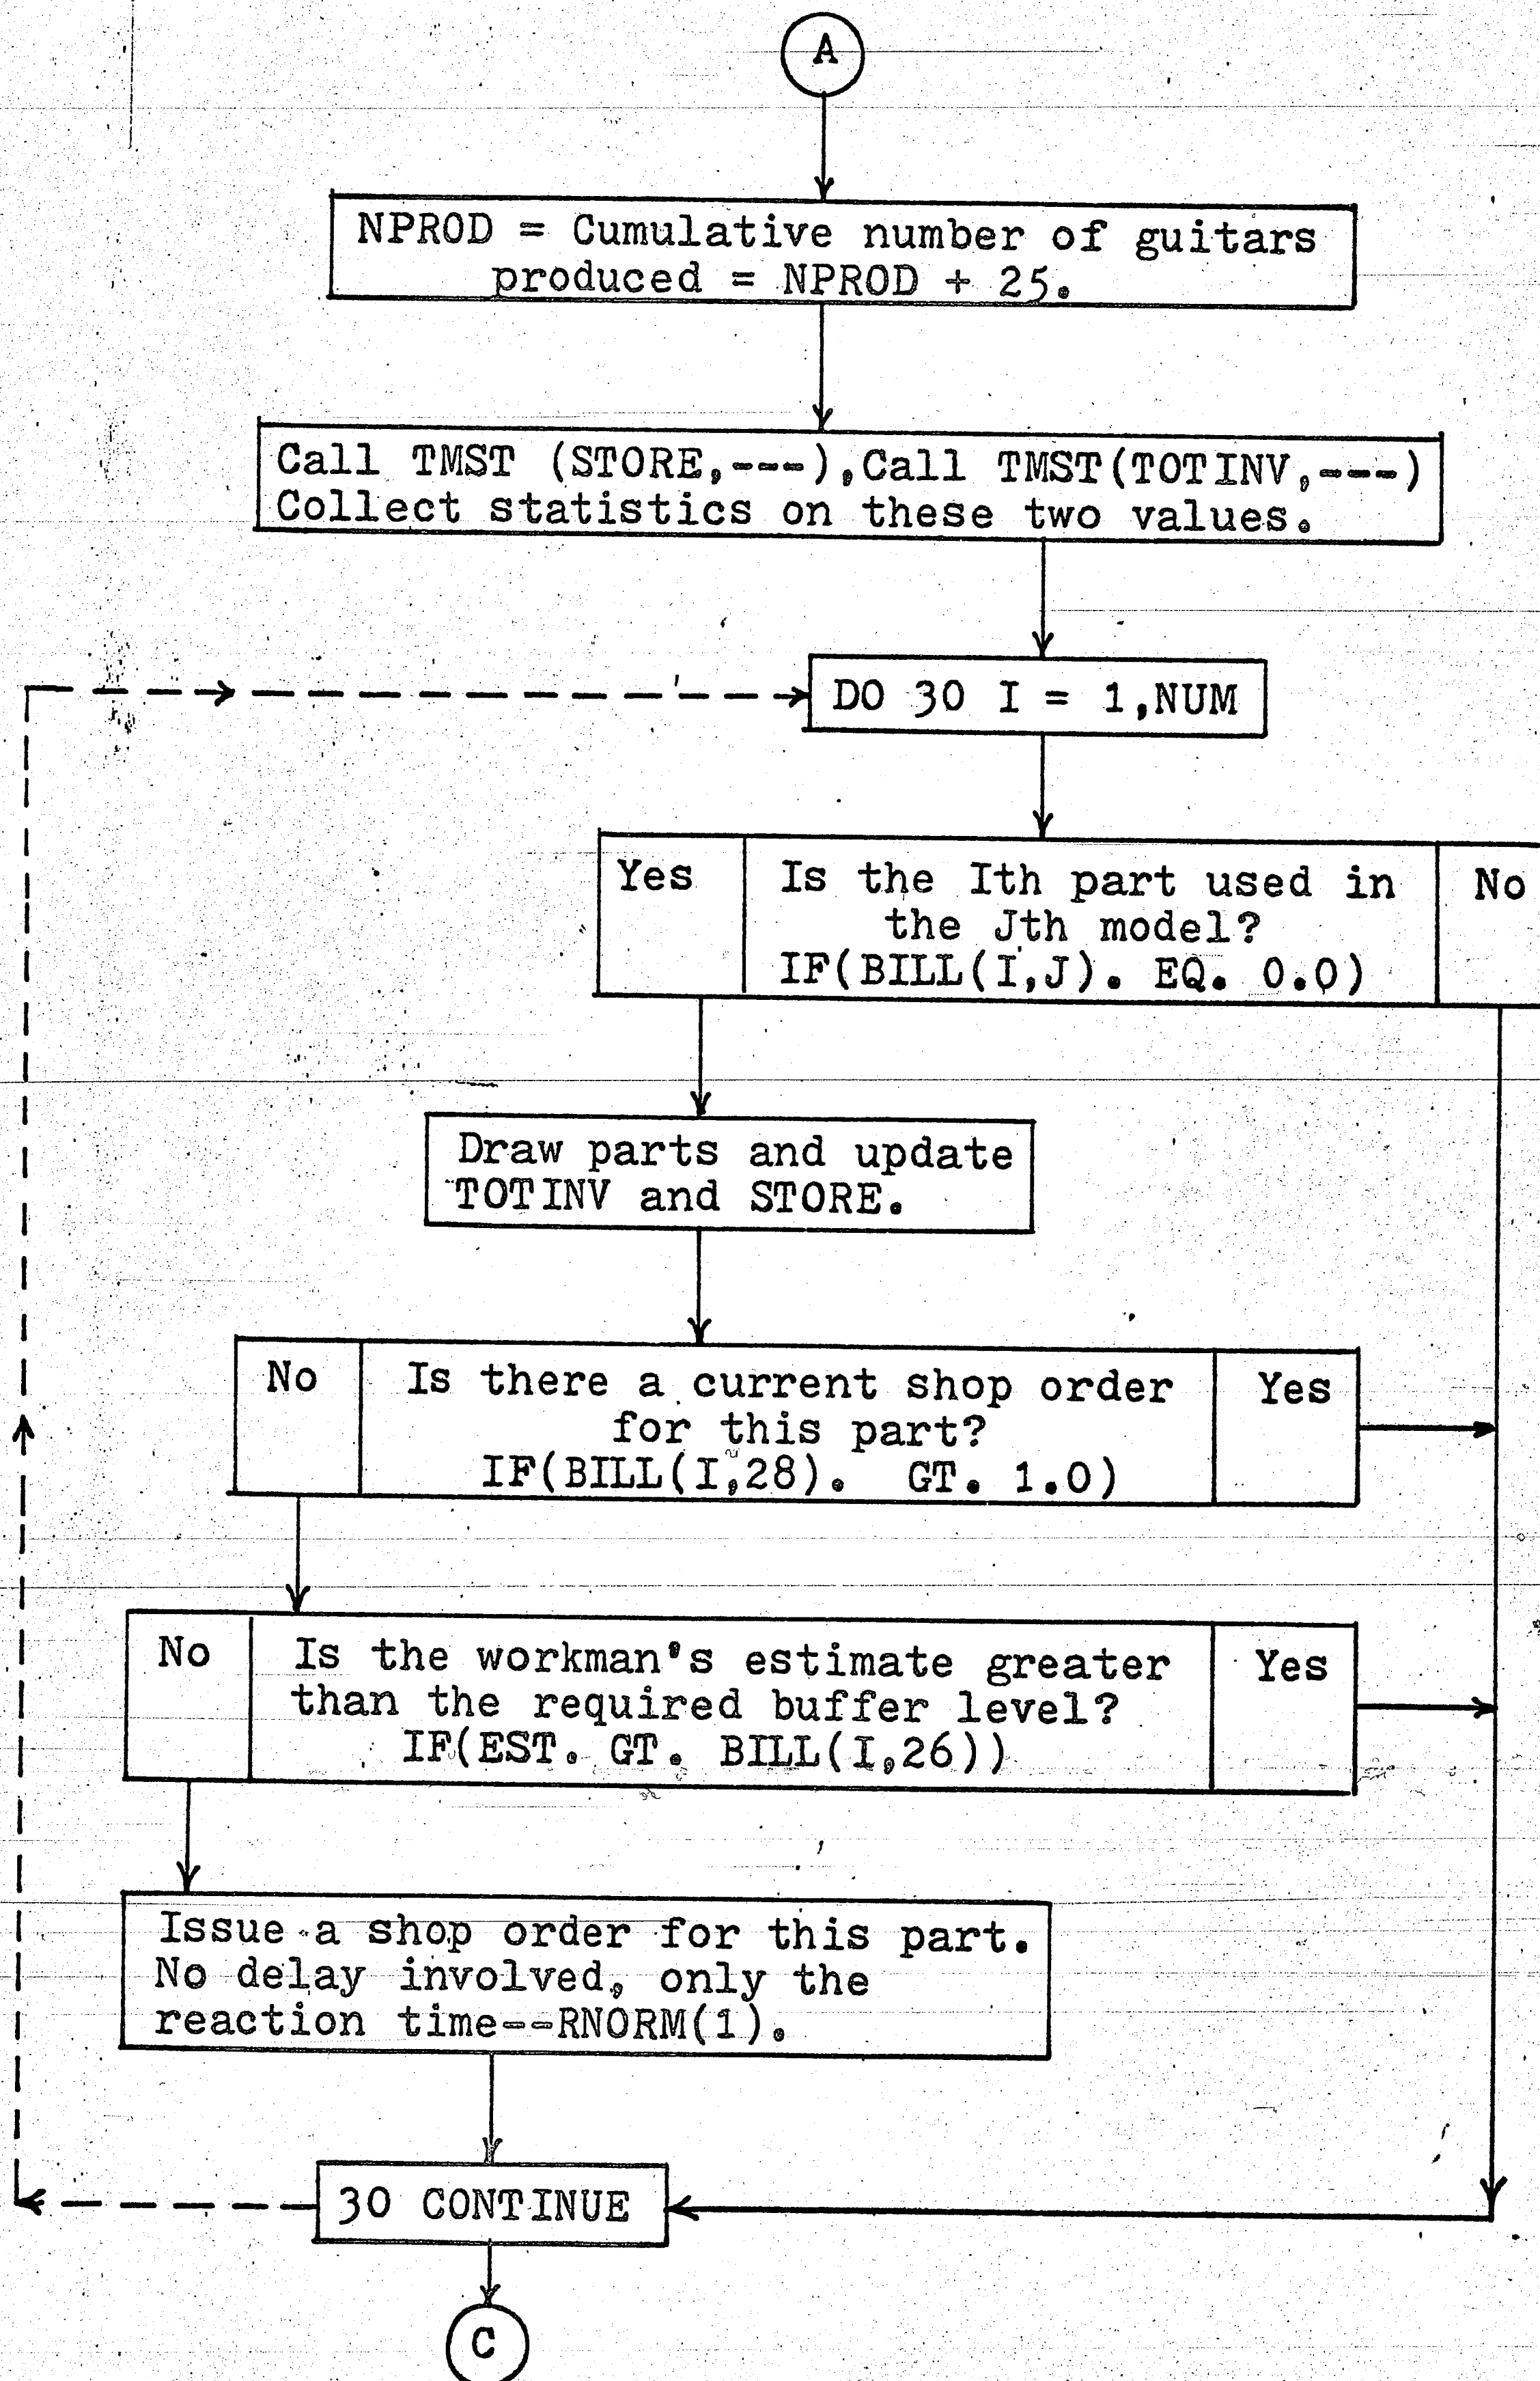 A
NPROD = Cumulative number of guitars
produced = NPROD + 25.
Call TMST (STORE,---),Call TMST(TOTINV,---)
Collect statistics on these two values.
DO 30 I = 1,NUM
Yes
Is the Ith part used in
the Jth model?
IF(BILL(I,J). EQ. 0.0)
No
Draw parts and update
TOTINV and STORE.
No
Is there a current shop order
for this part?
IF(BILL(I,28). GT. 1.0)
Yes
No
Is the workman's estimate greater
than the required buffer level?
IF(EST. GT. BILL(I,26))
Yes
Issue a shop order for this part.
No delay involved, only the
reaction time--RNORM(1).
30 CONTINUE
C